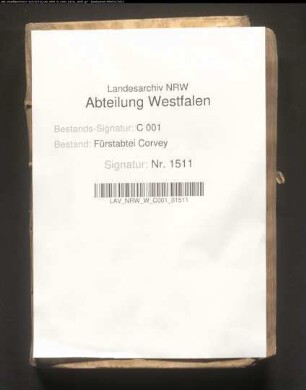 Landesarchiv NRW
Abteilung Westfalen
Bestands-Signatur: C 001
Bestand: Fürstabtei Corvey
Signatur: Nr. 1511
LAV_NRW_W_C001_01511